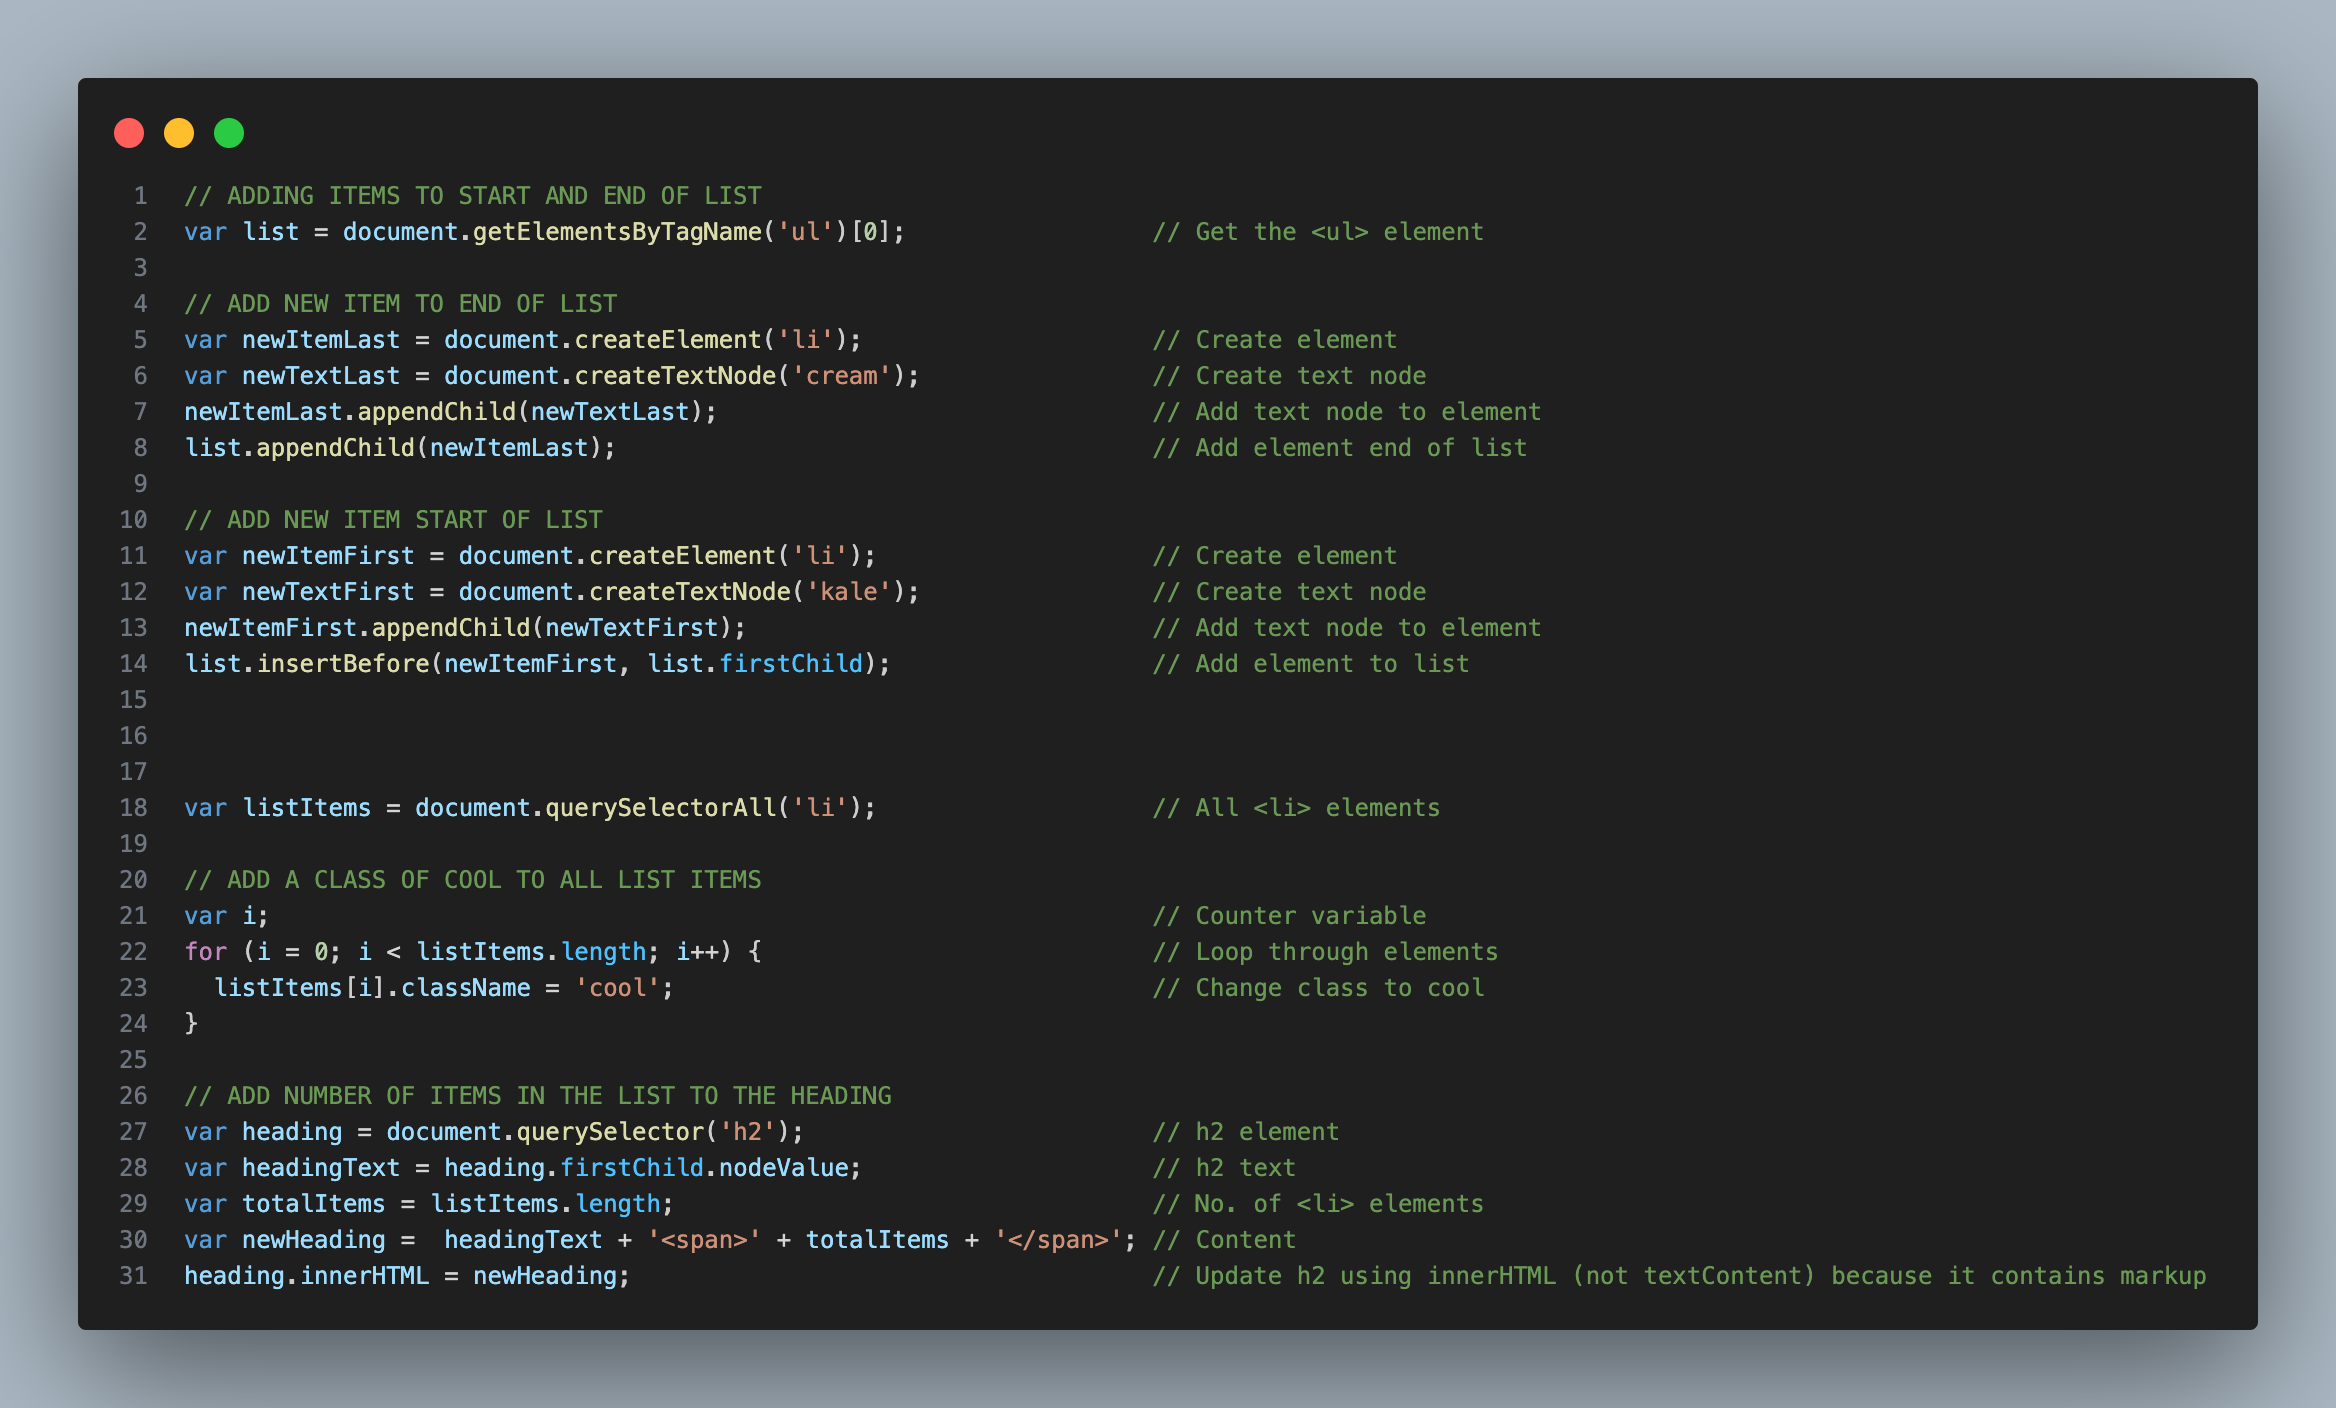 1 // ADDING ITEMS TO START AND END OF LIST
2 var list = document.getElementsByTagName('ul')[0];                 // Get the <ul> element
3
4 // ADD NEW ITEM TO END OF LIST
5 var newItemLast = document.createElement('li');                    // Create element
6 var newTextLast = document.createTextNode('cream');                // Create text node
7 newItemLast.appendChild(newTextLast);                              // Add text node to element
8 list.appendChild(newItemLast);                                     // Add element end of list
9
10 // ADD NEW ITEM START OF LIST
11 var newItemFirst = document.createElement('li');                   // Create element
12 var newTextFirst = document.createTextNode('kale');                // Create text node
13 newItemFirst.appendChild(newTextFirst);                            // Add text node to element
14 list.insertBefore(newItemFirst, list.firstChild);                  // Add element to list
15
16
17
18 var listItems = document.querySelectorAll('li');                   // All <li> elements
19
20 // ADD A CLASS OF COOL TO ALL LIST ITEMS
21 var i;                                                             // Counter variable
22 for (i = 0; i < listItems.length; i++) {                           // Loop through elements
23   listItems[i].className = 'cool';                                 // Change class to cool
24 }
25
26 // ADD NUMBER OF ITEMS IN THE LIST TO THE HEADING
27 var heading = document.querySelector('h2');                        // h2 element
28 var headingText = heading.firstChild.nodeValue;                    // h2 text
29 var totalItems = listItems.length;                                 // No. of <li> elements
30 var newHeading =  headingText + '<span>' + totalItems + '</span>'; // Content
31 heading.innerHTML = newHeading;                                    // Update h2 using innerHTML (not textContent) because it contains markup